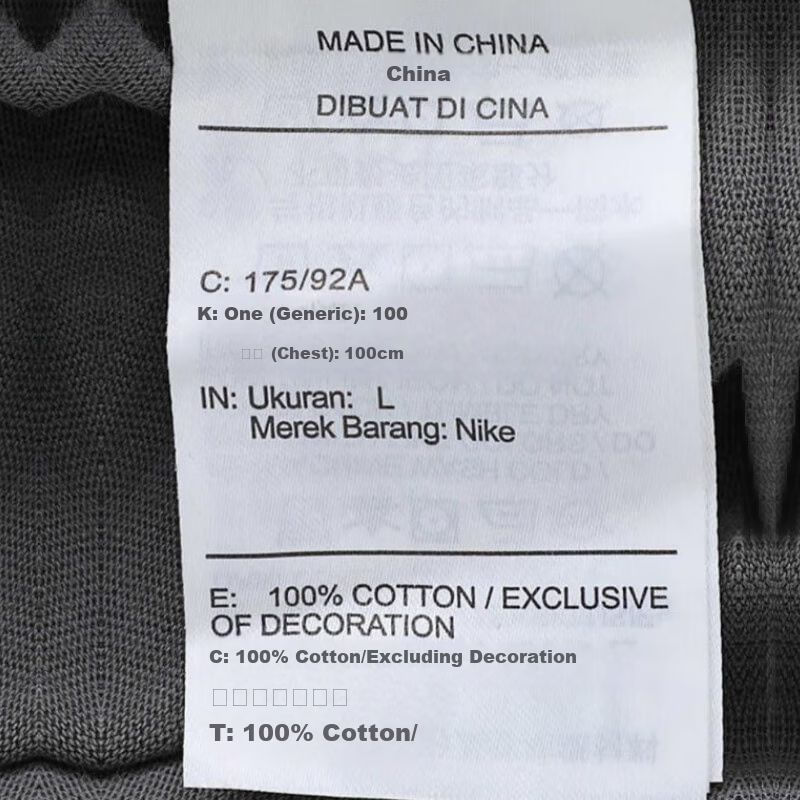 MADE IN CHINA
China
DIBUAT DI CINA
C: 175/92A
K: One (Generic): 100
(Chest): 100cm
IN: Ukuran: L
Merek Barang: Nike
E: 100% COTTON / EXCLUSIVE
OF DECORATION
C: 100% Cotton/Excluding Decoration
T: 100% Cotton/